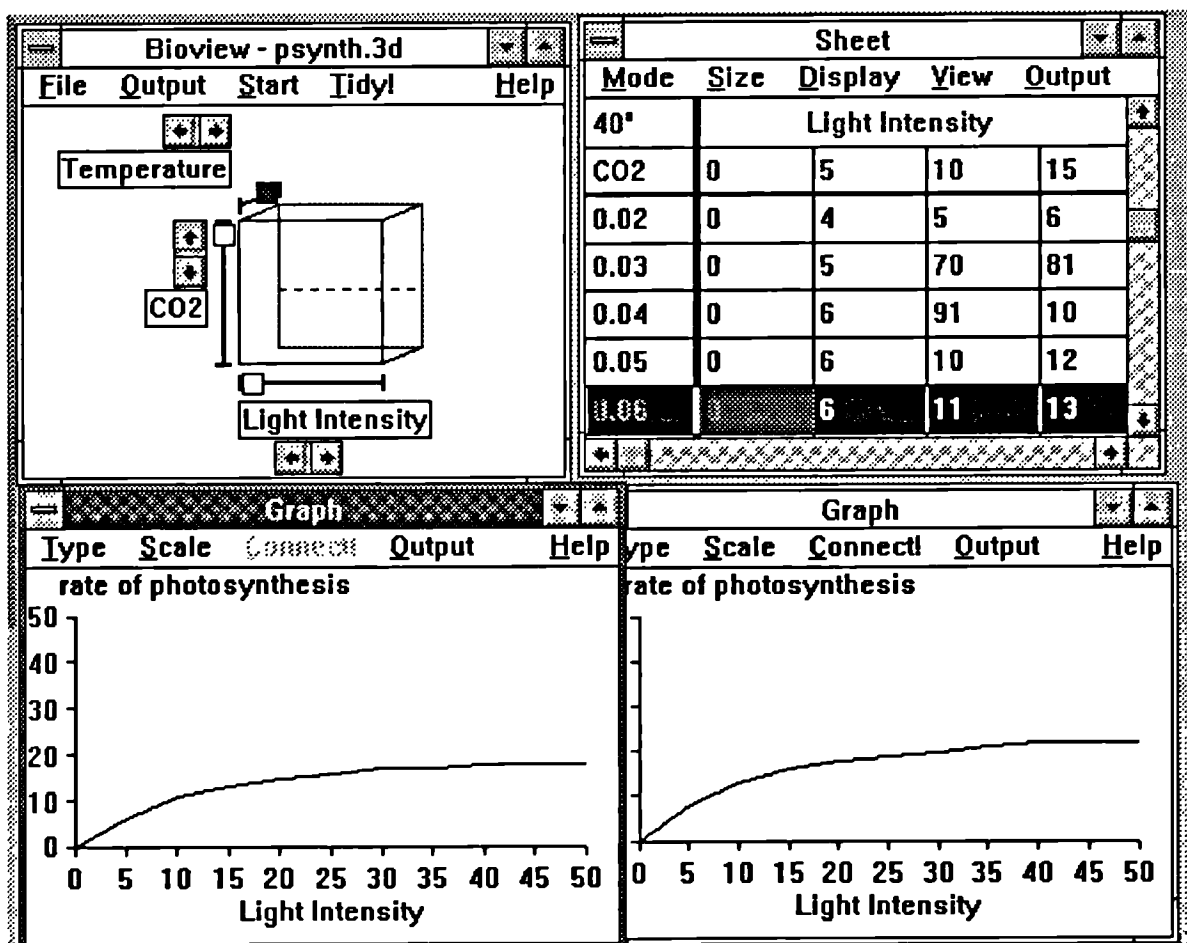 Bioview - psynth.3d
File Output Start Tidy! Help
Temperature
CO2
Light Intensity
Sheet
Mode Size Display View Output
40° Light Intensity
CO2 0 5 10 15
0.02 0 4 5 6
0.03 0 5 70 81
0.04 0 6 91 10
0.05 0 6 10 12
0.06 0 6 11 13
Graph
Type Scale Connect! Output Help
rate of photosynthesis
50
40
30
20
10
0
0 5 10 15 20 25 30 35 40 45 50
Light Intensity
Graph
ype Scale Connect! Output Help
rate of photosynthesis
0 5 10 15 20 25 30 35 40 45 50
Light Intensity